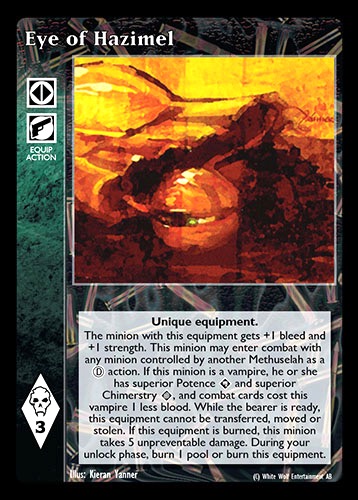 Eye of Hazimel
EQUIP
ACTION
Yanner
Unique equipment.
The minion with this equipment gets +1 bleed and
+1 strength. This minion may enter combat with
any minion controlled by another Methuselah as a
Ⓓ action. If this minion is a vampire, he or she
has superior Potence and superior
Chimerstry , and combat cards cost this
vampire 1 less blood. While the bearer is ready,
this equipment cannot be transferred, moved or
stolen. If this equipment is burned, this minion
takes 5 unpreventable damage. During your
unlock phase, burn 1 pool or burn this equipment.
3
Illus: Kieran Yanner
(C) White Wolf Entertainment AB